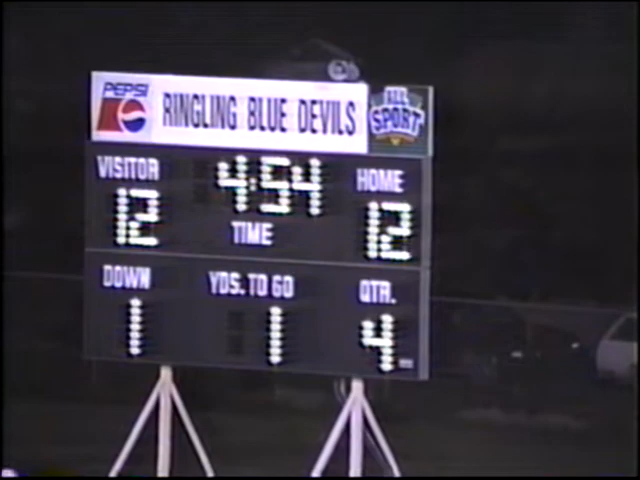 PEPSI RINGLING BLUE DEVILS ALL SPORT
VISITOR 4:54 HOME
12 TIME 12
DOWN YDS. TO GO QTR.
1 1 4